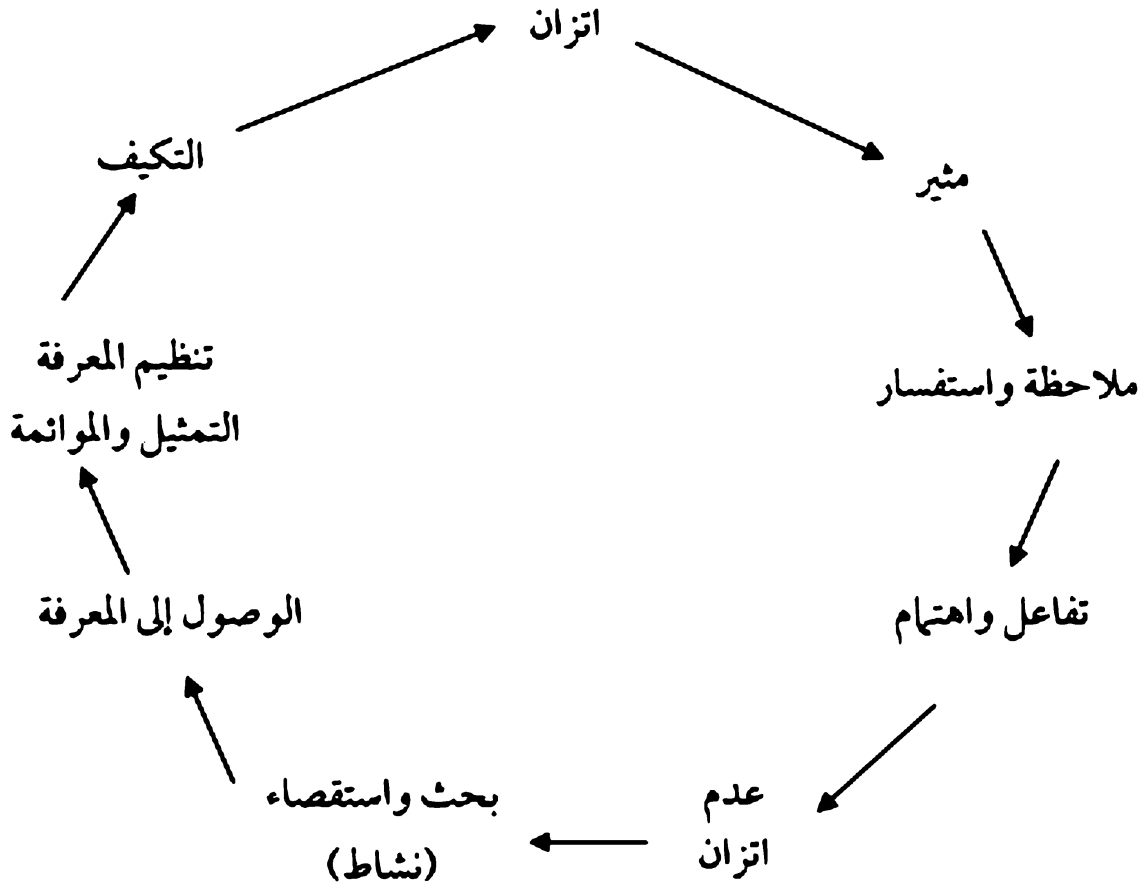 اتزان
مثير
ملاحظة واستفسار
تفاعل واهتمام
عدم
اتزان
بحث واستقصاء
(نشاط)
الوصول إلى المعرفة
تنظيم المعرفة
التمثيل والموائمة
التكيف